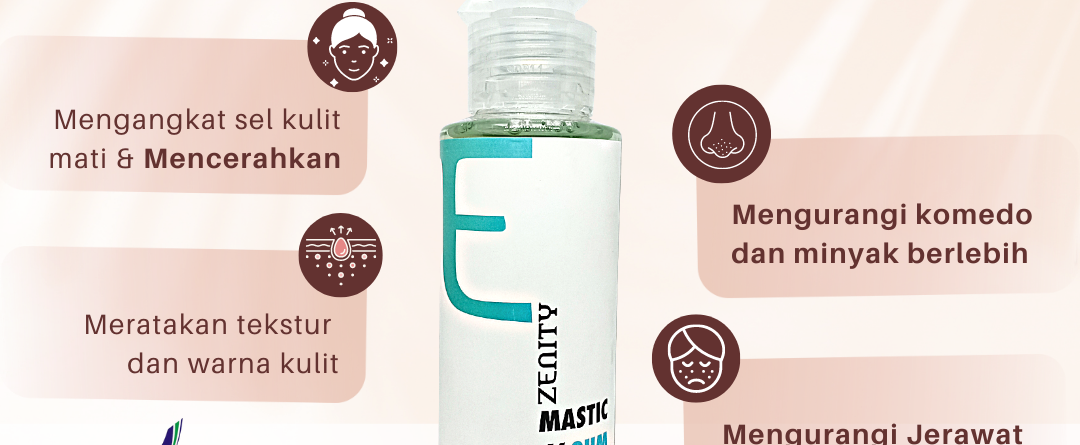 Mengangkat sel kulit
mati & Mencerahkan
Meratakan tekstur
dan warna kulit
E
ZENITY
MASTIC
GUM
Mengurangi komedo
dan minyak berlebih
Mengurangi Jerawat